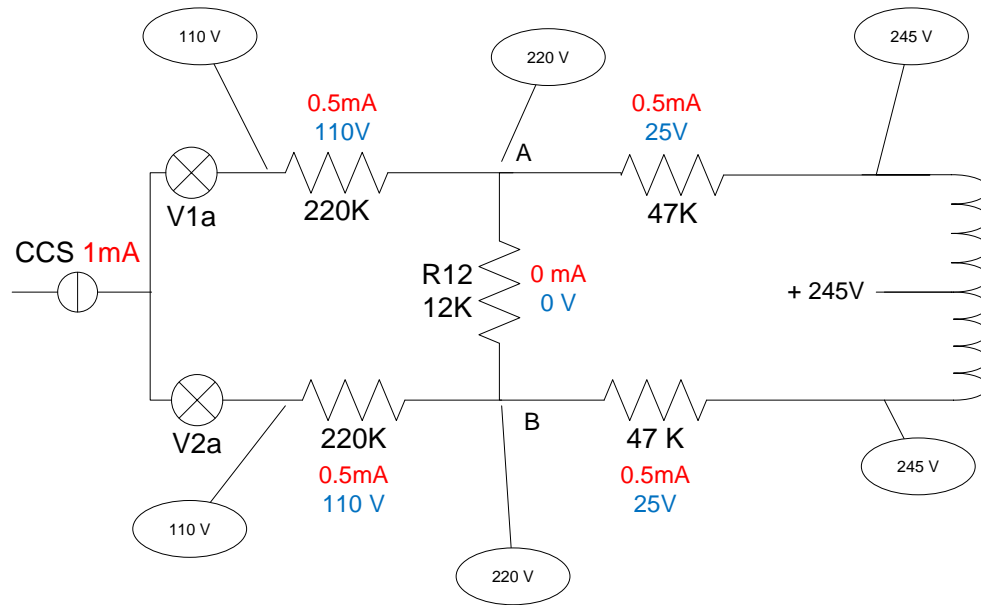 110 V
220 V
245 V
0.5mA
110V
220K
0.5mA
25V
47K
A
V1a
CCS 1mA
R12
12K
0 mA
0 V
+ 245V
V2a
B
220K
0.5mA
110 V
47 K
0.5mA
25V
110 V
220 V
245 V